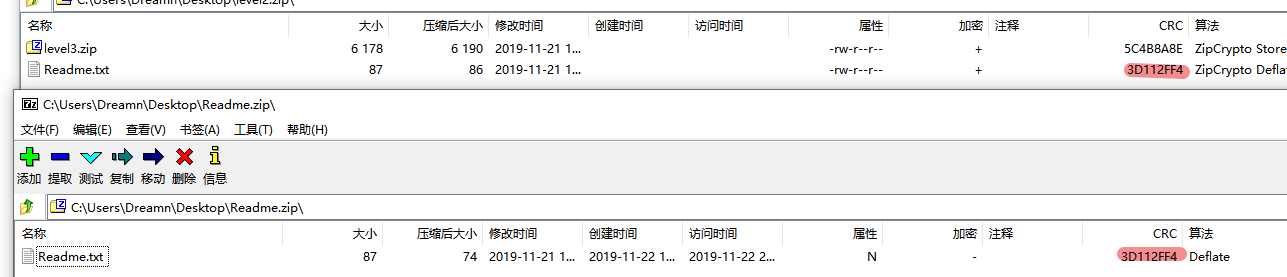 C:\Users\Dreamn\Desktop\level2.zip\
名称 大小 压缩后大小 修改时间 创建时间 访问时间 属性 加密 注释 CRC 算法
level3.zip 6 178 6 190 2019-11-21 1... -rw-r--r-- + 5C4B8A8E ZipCrypto Store
Readme.txt 87 86 2019-11-21 1... -rw-r--r-- + 3D112FF4 ZipCrypto Deflate
7z C:\Users\Dreamn\Desktop\Readme.zip\
文件(F) 编辑(E) 查看(V) 书签(A) 工具(T) 帮助(H)
添加 提取 测试 复制 移动 删除 信息
C:\Users\Dreamn\Desktop\Readme.zip\
名称 大小 压缩后大小 修改时间 创建时间 访问时间 属性 加密 注释 CRC 算法
Readme.txt 87 74 2019-11-21 1... 2019-11-22 1... 2019-11-22 2... N - 3D112FF4 Deflate